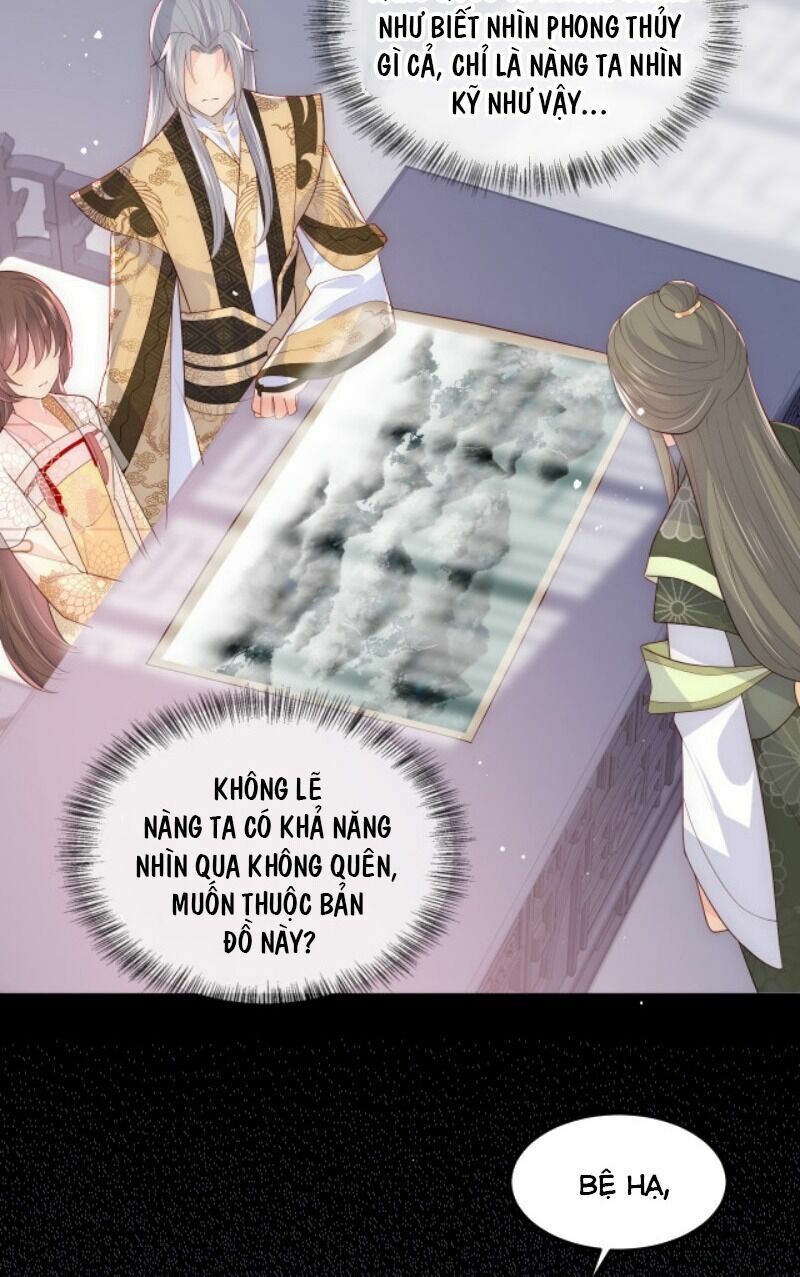 NHƯ BIẾT NHÌN PHONG THỦY
GÌ CẢ, CHỈ LÀ NÀNG TA NHÌN
KỸ NHƯ VẬY...
KHÔNG LẼ
NÀNG TA CÓ KHẢ NĂNG
NHÌN QUA KHÔNG QUÊN,
MUỐN THUỘC BẢN
ĐỒ NÀY?
BỆ HẠ,